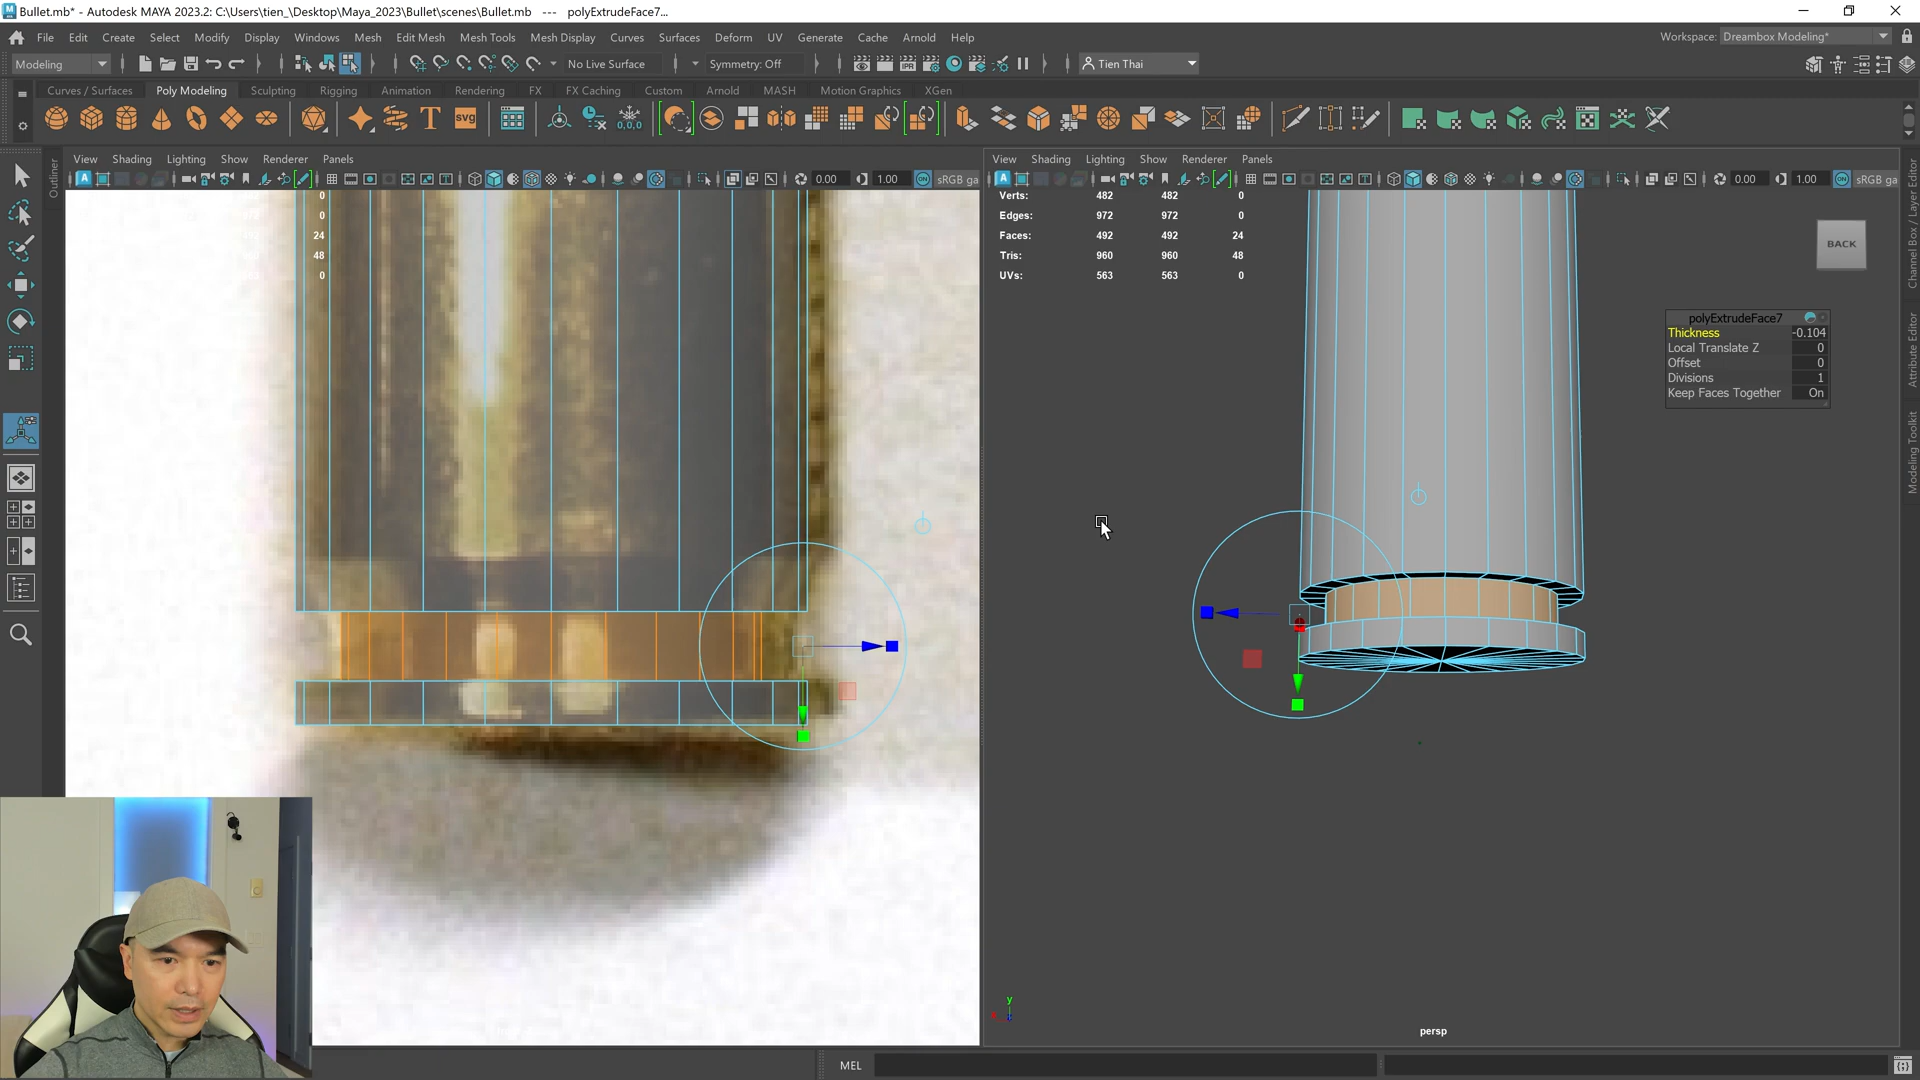 Bullet.mb* - Autodesk MAYA 2023.2: C:\Users\tien_\Desktop\Maya_2023\Bullet\scenes\Bullet.mb --- polyExtrudeFace7...
File Edit Create Select Modify Display Windows Mesh Edit Mesh Mesh Tools Mesh Display Curves Surfaces Deform UV Generate Cache Arnold Help
Workspace: Dreambox Modeling*
Modeling No Live Surface Symmetry: Off Tien Thai
Curves / Surfaces Poly Modeling Sculpting Rigging Animation Rendering FX FX Caching Custom Arnold MASH Motion Graphics XGen
T SVG 0,0,0
View Shading Lighting Show Renderer Panels
View Shading Lighting Show Renderer Panels
0.00 1.00 sRGB ga
0.00 1.00 sRGB ga
Outliner
0
0
24
48
0
Verts: 482 482 0
Edges: 972 972 0
Faces: 492 492 24
Tris: 960 960 48
UVs: 563 563 0
BACK
polyExtrudeFace7
Thickness -0.104
Local Translate Z 0
Offset 0
Divisions 1
Keep Faces Together On
Channel Box / Layer Editor
Attribute Editor
Modeling Toolkit
y
persp
MEL